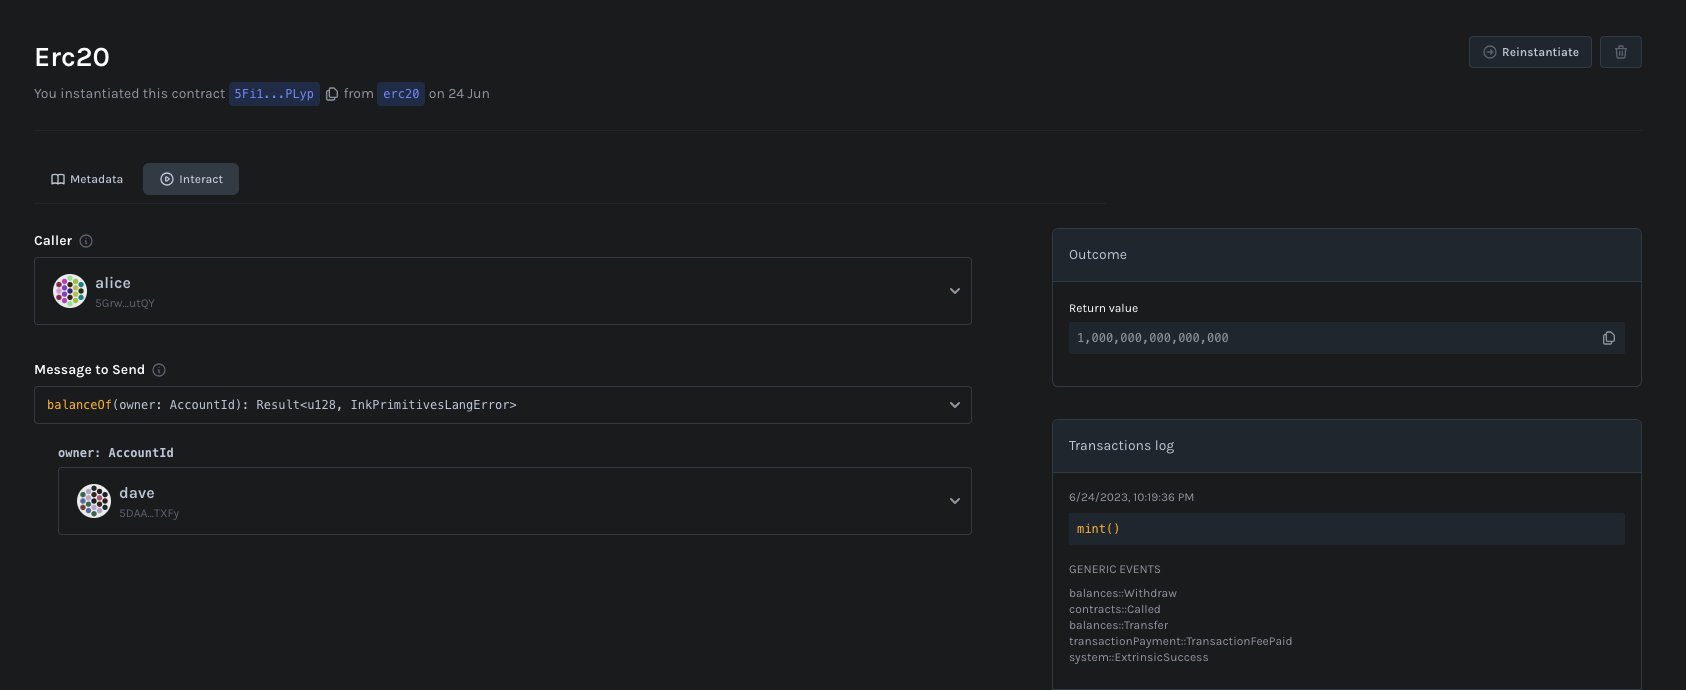 Erc20
Reinstantiate
You instantiated this contract 5Fi1...PLyp from erc20 on 24 Jun
Metadata
Interact
Caller
alice
5Grw...utQY
Message to Send
balanceOf(owner: AccountId): Result<u128, InkPrimitivesLangError>
owner: AccountId
dave
5DAA...TXFy
Outcome
Return value
1,000,000,000,000,000
Transactions log
6/24/2023, 10:19:36 PM
mint()
GENERIC EVENTS
balances::Withdraw
contracts::Called
balances::Transfer
transactionPayment::TransactionFeePaid
system::ExtrinsicSuccess